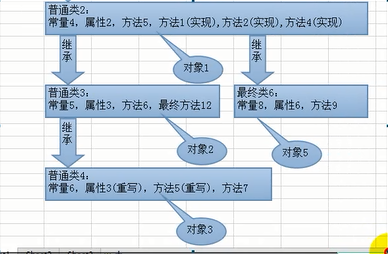 普通类2：
常量4，属性2，方法5，方法1(实现),方法2(实现),方法4(实现)
继承
继承
对象1
普通类3：
常量5，属性3，方法6，最终方法12
最终类6：
常量8，属性6，方法9
继承
对象2
对象5
普通类4：
常量6，属性3(重写)，方法5(重写)，方法7
对象3